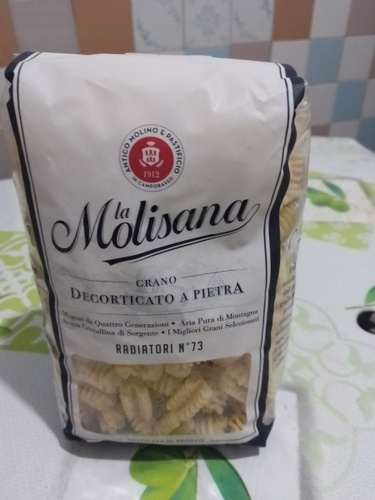 ANTICO MOLINO E PASTIFICIO
1912
IN CAMPOBASSO
la
Molisana
GRANO
DECORTICATO A PIETRA
Mugnai da Quattro Generazioni • Aria Pura di Montagna
Acqua Cristallina di Sorgente • I Migliori Grani Selezionati
RADIATORI N°73